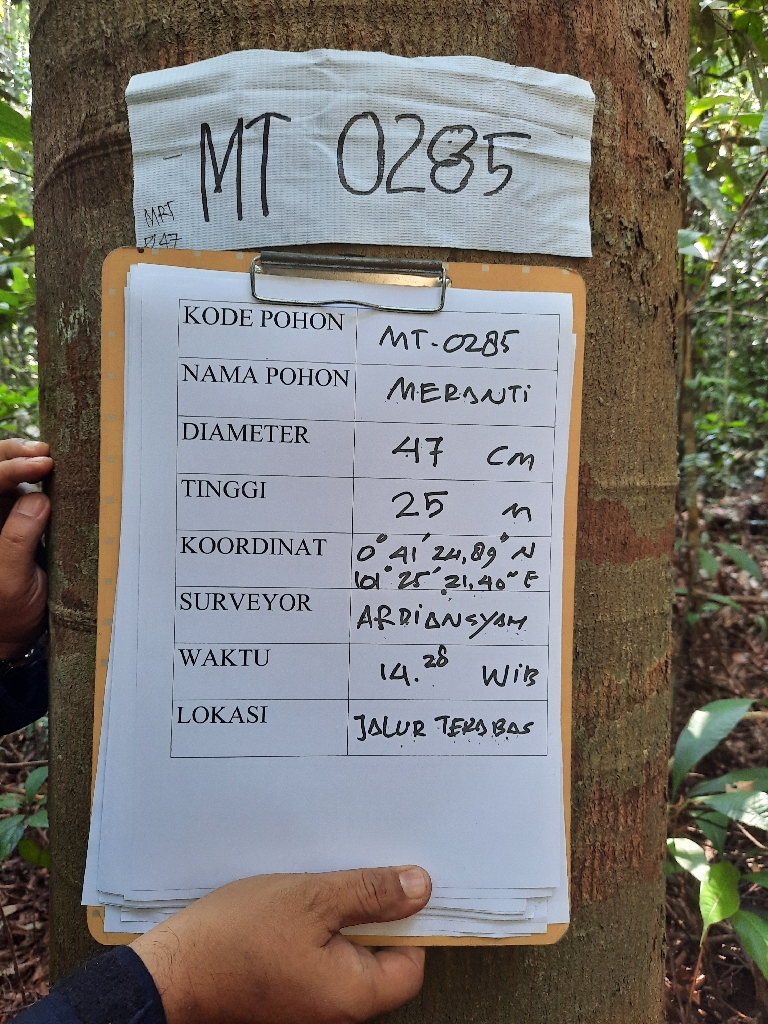 MT 0285
MRT
D147
KODE POHON MT-0285
NAMA POHON MERANTI
DIAMETER 47 cm
TINGGI 25 m
KOORDINAT 0° 41' 24,89" N
101° 25' 21,40" E
SURVEYOR ARDIANSYAH
WAKTU 14.28 WIB
LOKASI JALUR TERABAS